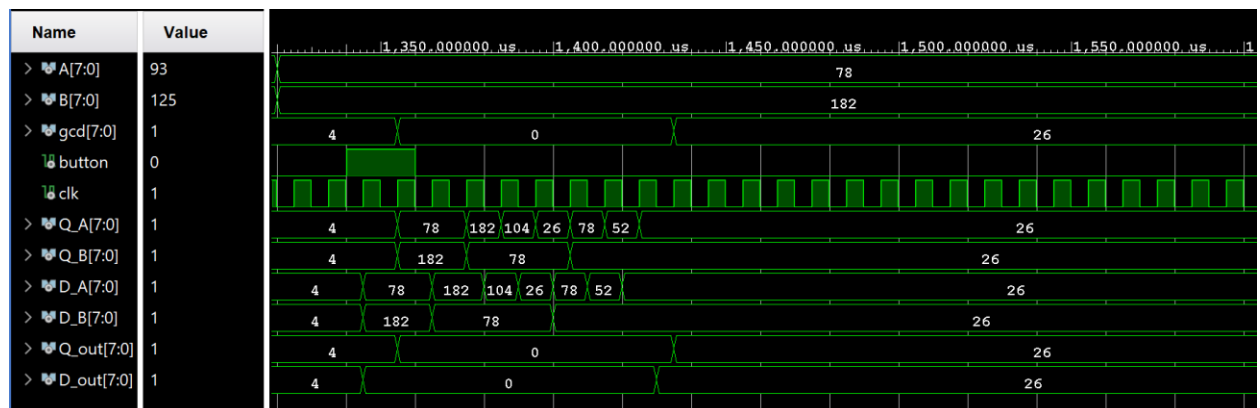 Name Value
1,350.000000 us 1,400.000000 us 1,450.000000 us 1,500.000000 us 1,550.000000 us 1
A[7:0] 93 78
B[7:0] 125 182
gcd[7:0] 1 4 0 26
button 0
clk 1
Q_A[7:0] 1 4 78 182 104 26 78 52 26
Q_B[7:0] 1 4 182 78 26
D_A[7:0] 1 4 78 182 104 26 78 52 26
D_B[7:0] 1 4 182 78 26
Q_out[7:0] 1 4 0 26
D_out[7:0] 1 4 0 26